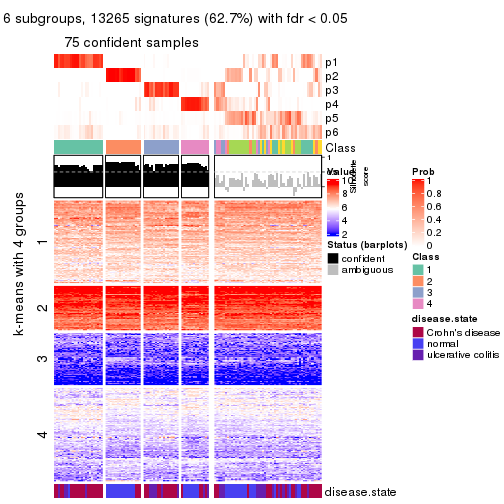 6 subgroups, 13265 signatures (62.7%) with fdr < 0.05
75 confident samples
p1
p2
p3
p4
p5
p6
Class
1
Silhouette
score
k-means with 4 groups
1
2
3
4
disease.state
Value
10
8
6
4
2
Status (barplots)
confident
ambiguous
Prob
1
0.8
0.6
0.4
0.2
0
Class
1
2
3
4
disease.state
Crohn's disease
normal
ulcerative colitis